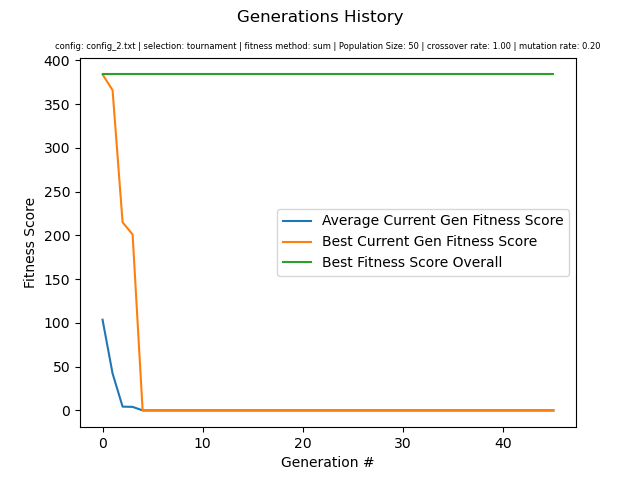 Generations History
config: config_2.txt | selection: tournament | fitness method: sum | Population Size: 50 | crossover rate: 1.00 | mutation rate: 0.20
400
350
300
250
200
150
100
50
0
Fitness Score
Average Current Gen Fitness Score
Best Current Gen Fitness Score
Best Fitness Score Overall
0 10 20 30 40
Generation #